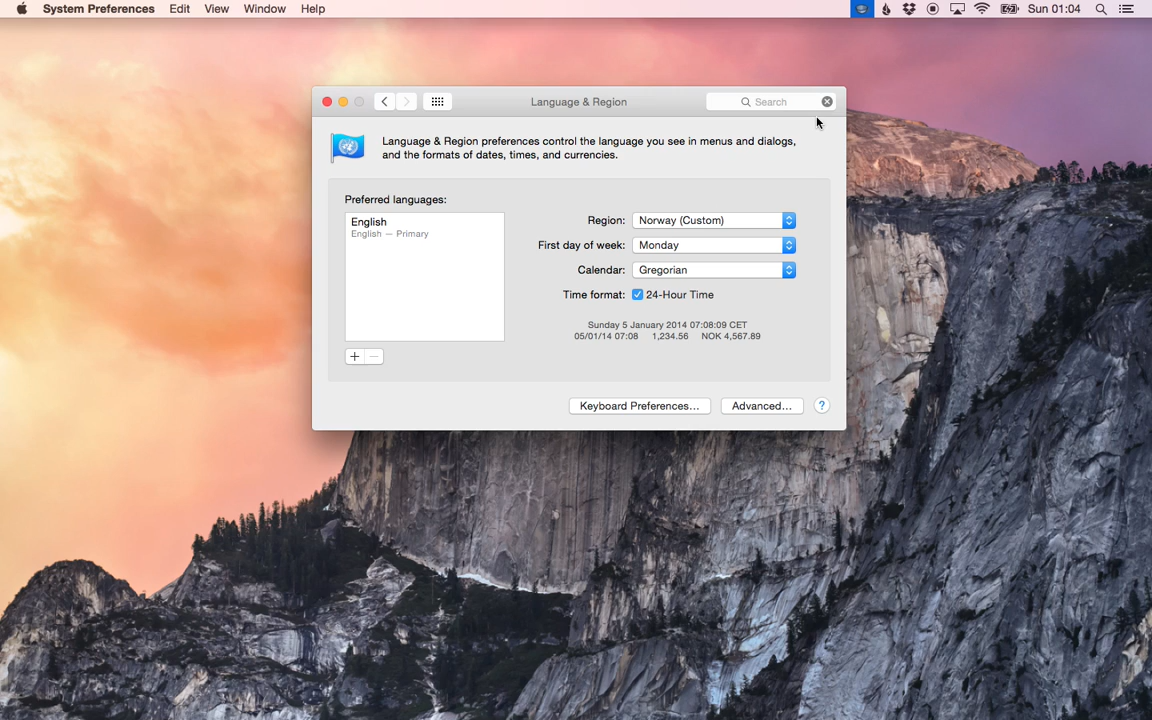 System Preferences Edit View Window Help Sun 01:04
Language & Region
Search
Language & Region preferences control the language you see in menus and dialogs,
and the formats of dates, times, and currencies.
Preferred languages:
English
English — Primary
Region: Norway (Custom)
First day of week: Monday
Calendar: Gregorian
Time format: 24-Hour Time
Sunday 5 January 2014 07:08:09 CET
05/01/14 07:08 1,234.56 NOK 4,567.89
Keyboard Preferences... Advanced... ?